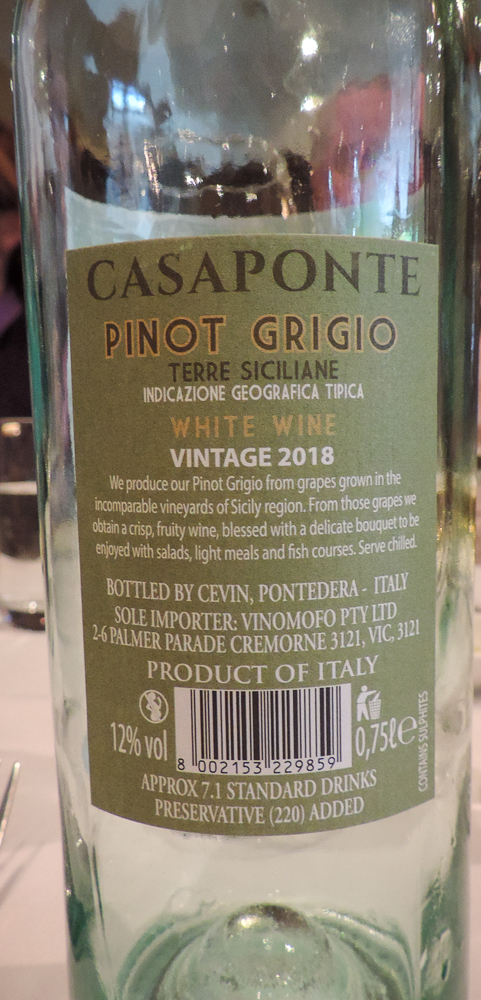 CASAPONTE
PINOT GRIGIO
TERRE SICILIANE
INDICAZIONE GEOGRAFICA TIPICA
WHITE WINE
VINTAGE 2018
We produce our Pinot Grigio from grapes grown in the
incomparable vineyards of Sicily region. From those grapes we
obtain a crisp, fruity wine, blessed with a delicate bouquet to be
enjoyed with salads, light meals and fish courses. Serve chilled.
BOTTLED BY CEVIN, PONTEDERA - ITALY
SOLE IMPORTER: VINOMOFO PTY LTD
2-6 PALMER PARADE CREMORNE 3121, VIC, 3121
PRODUCT OF ITALY
12% vol
8 002153 229859
0,75ℓ e
CONTAINS SULPHITES
APPROX 7.1 STANDARD DRINKS
PRESERVATIVE (220) ADDED